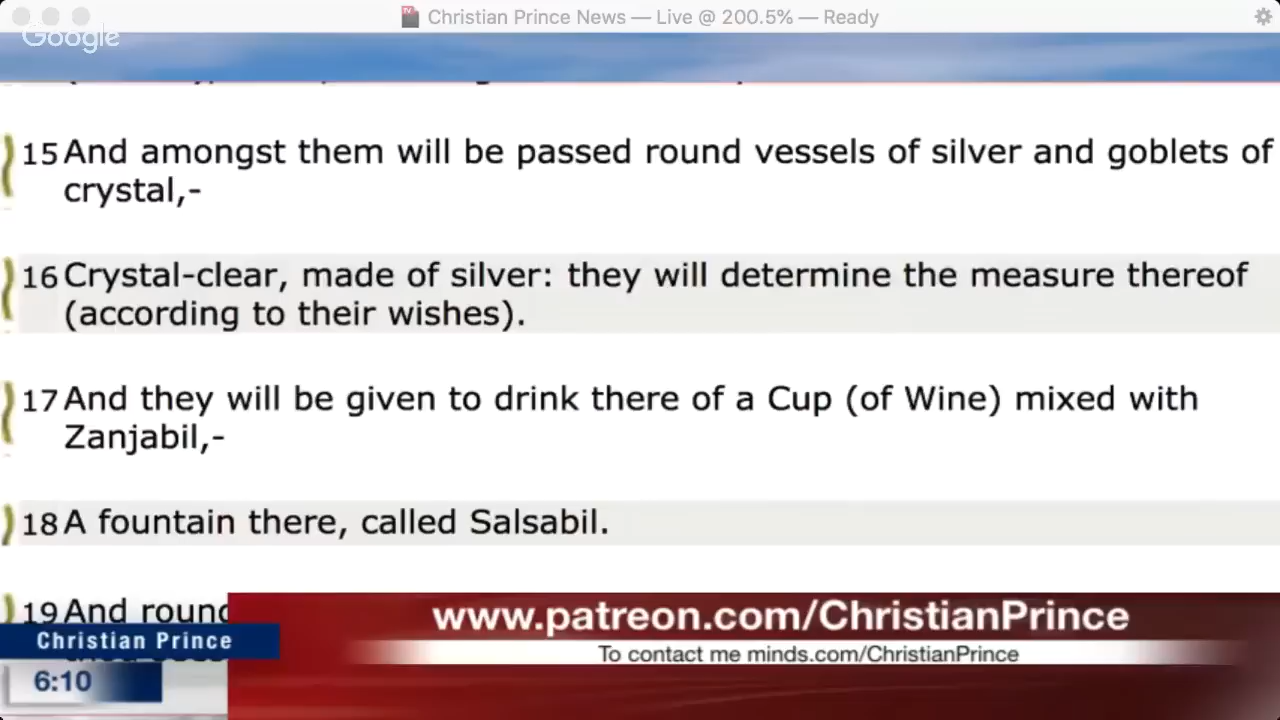 Christian Prince News — Live @ 200.5% — Ready
Google
15 And amongst them will be passed round vessels of silver and goblets of
crystal,-
16 Crystal-clear, made of silver: they will determine the measure thereof
(according to their wishes).
17 And they will be given to drink there of a Cup (of Wine) mixed with
Zanjabil,-
18 A fountain there, called Salsabil.
19 And round
www.patreon.com/ChristianPrince
Christian Prince
To contact me minds.com/ChristianPrince
6:10